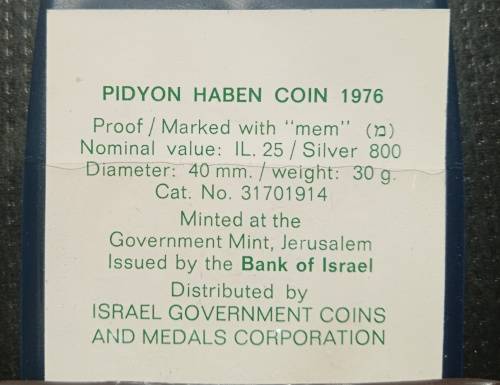 PIDYON HABEN COIN 1976
Proof / Marked with "mem" (מ)
Nominal value: IL. 25 / Silver 800
Diameter: 40 mm. / weight: 30 g.
Cat. No. 31701914
Minted at the
Government Mint, Jerusalem
Issued by the Bank of Israel
Distributed by
ISRAEL GOVERNMENT COINS
AND MEDALS CORPORATION